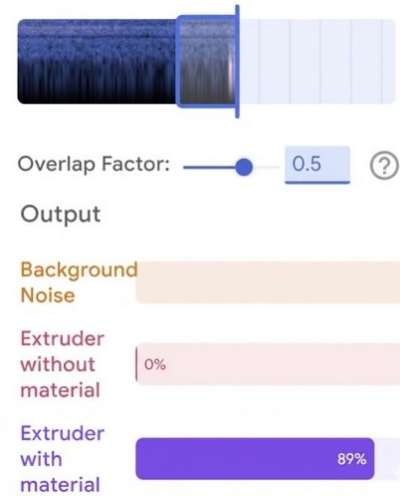 Overlap Factor: 0.5 ?
Output
Background
Noise
Extruder
without
material
0%
Extruder
with
material
89%